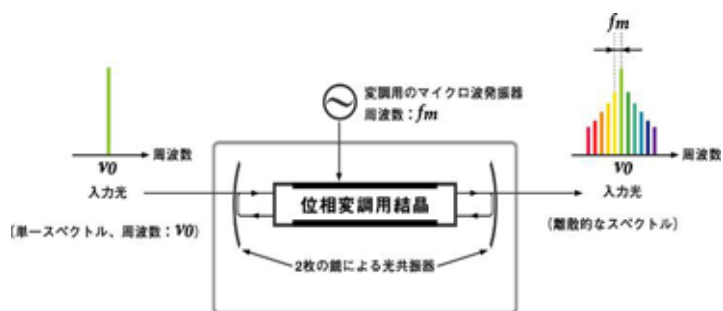 fm
変調用のマイクロ波発振器
周波数：fm
周波数
ν0
入力光
(単一スペクトル、周波数：ν0)
位相変調用結晶
2枚の鏡による光共振器
周波数
ν0
入力光
(離散的なスペクトル)